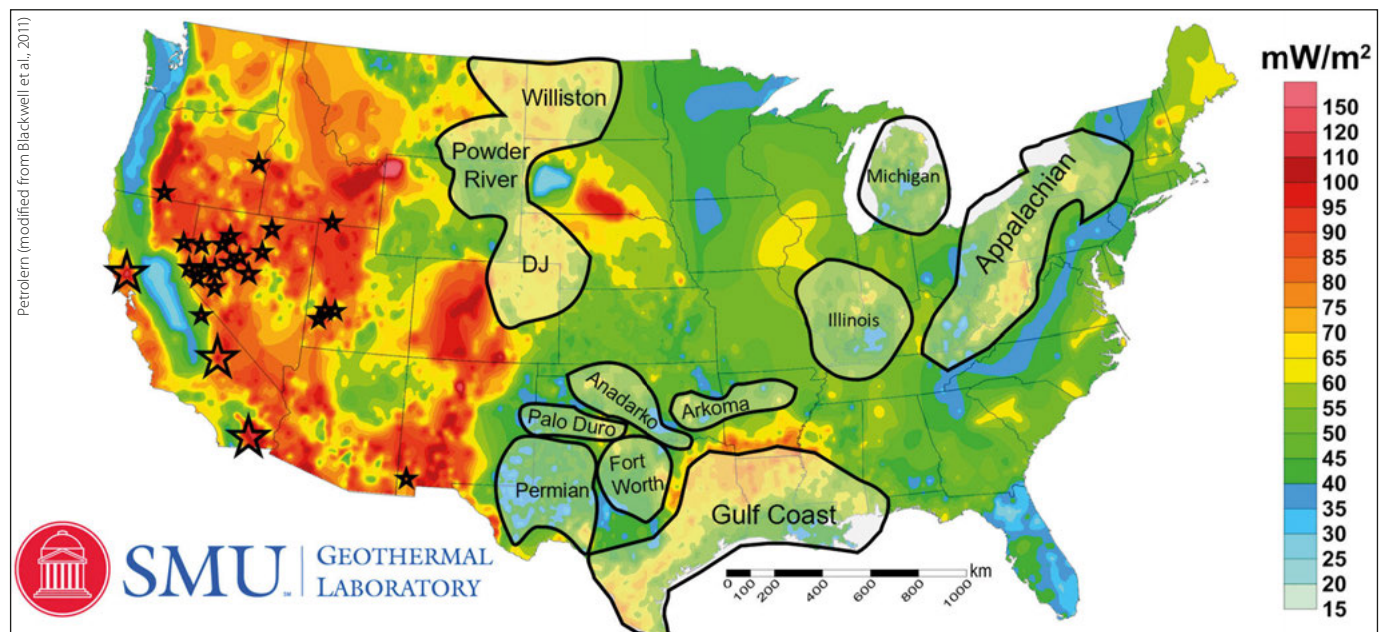 Petrolern (modified from Blackwell et al., 2011)
mW/m²
150
120
110
100
95
90
85
80
75
70
65
60
55
50
45
40
35
30
25
20
15
Williston
Powder
River
DJ
Michigan
Appalachian
Illinois
Anadarko
Arkoma
Palo Duro
Fort
Worth
Permian
Gulf Coast
SMU
GEOTHERMAL
LABORATORY
km
0 100 200 400 600 800 1000